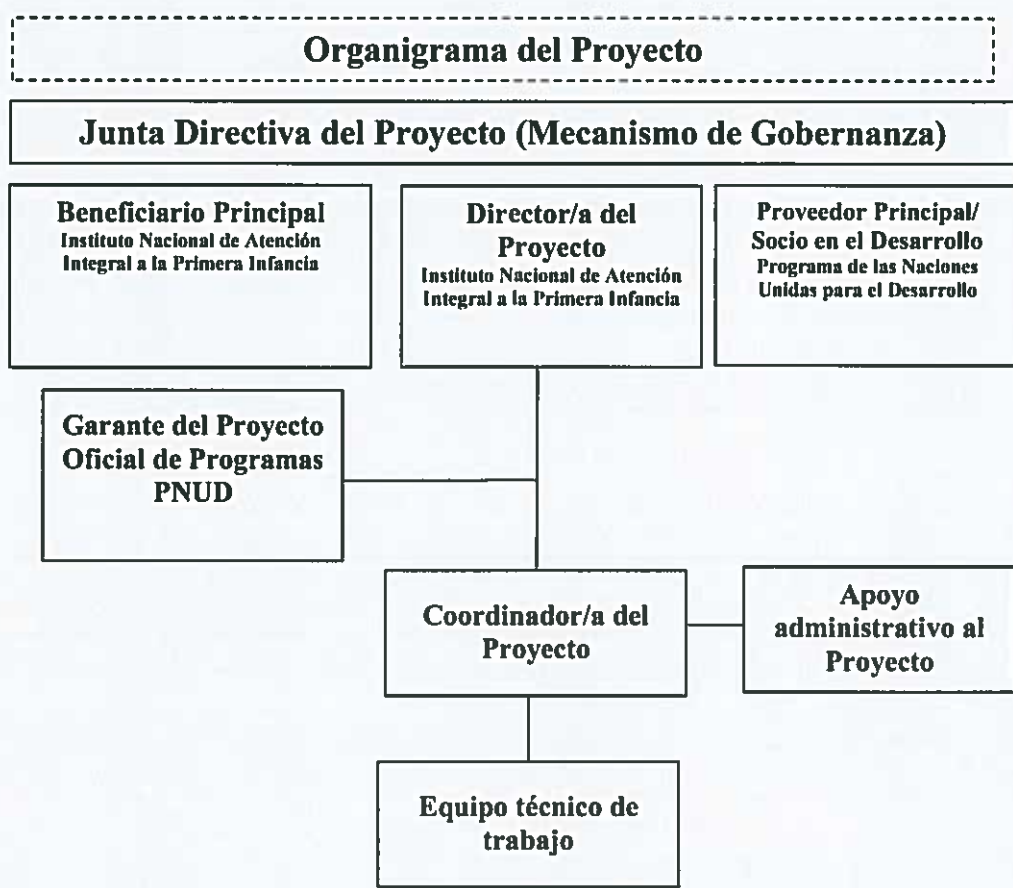 Organigrama del Proyecto
Junta Directiva del Proyecto (Mecanismo de Gobernanza)
Beneficiario Principal
Instituto Nacional de Atención
Integral a la Primera Infancia
Director/a del
Proyecto
Instituto Nacional de Atención
Integral a la Primera Infancia
Proveedor Principal/
Socio en el Desarrollo
Programa de las Naciones
Unidas para el Desarrollo
Garante del Proyecto
Oficial de Programas
PNUD
Coordinador/a del
Proyecto
Apoyo
administrativo al
Proyecto
Equipo técnico de
trabajo